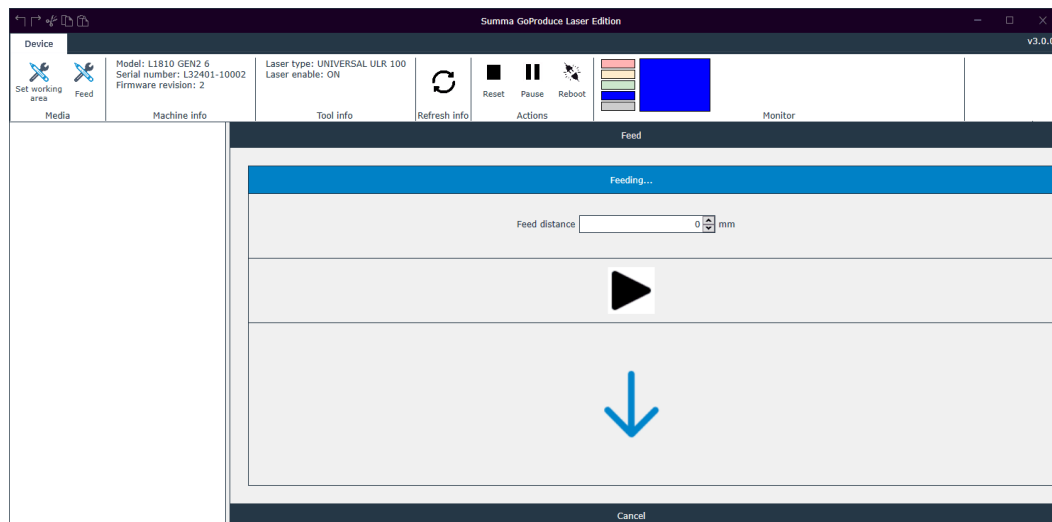 Summa GoProduce Laser Edition
Device
v3.0.0
Set working
area
Feed
Media
Model: L1810 GEN2 6
Serial number: L32401-10002
Firmware revision: 2
Machine info
Laser type: UNIVERSAL ULR 100
Laser enable: ON
Tool info
Refresh info
Reset
Pause
Reboot
Actions
Monitor
Feed
Feeding...
Feed distance 0 mm
Cancel